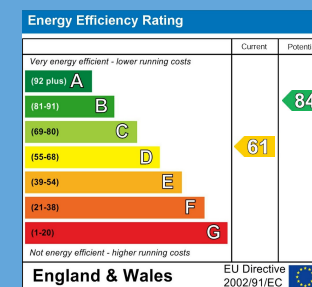 Energy Efficiency Rating
Current Potenti
Very energy efficient - lower running costs
(92 plus) A
(81-91) B
84
(69-80) C
61
(55-68) D
(39-54) E
(21-38) F
(1-20) G
Not energy efficient - higher running costs
England & Wales
EU Directive
2002/91/EC